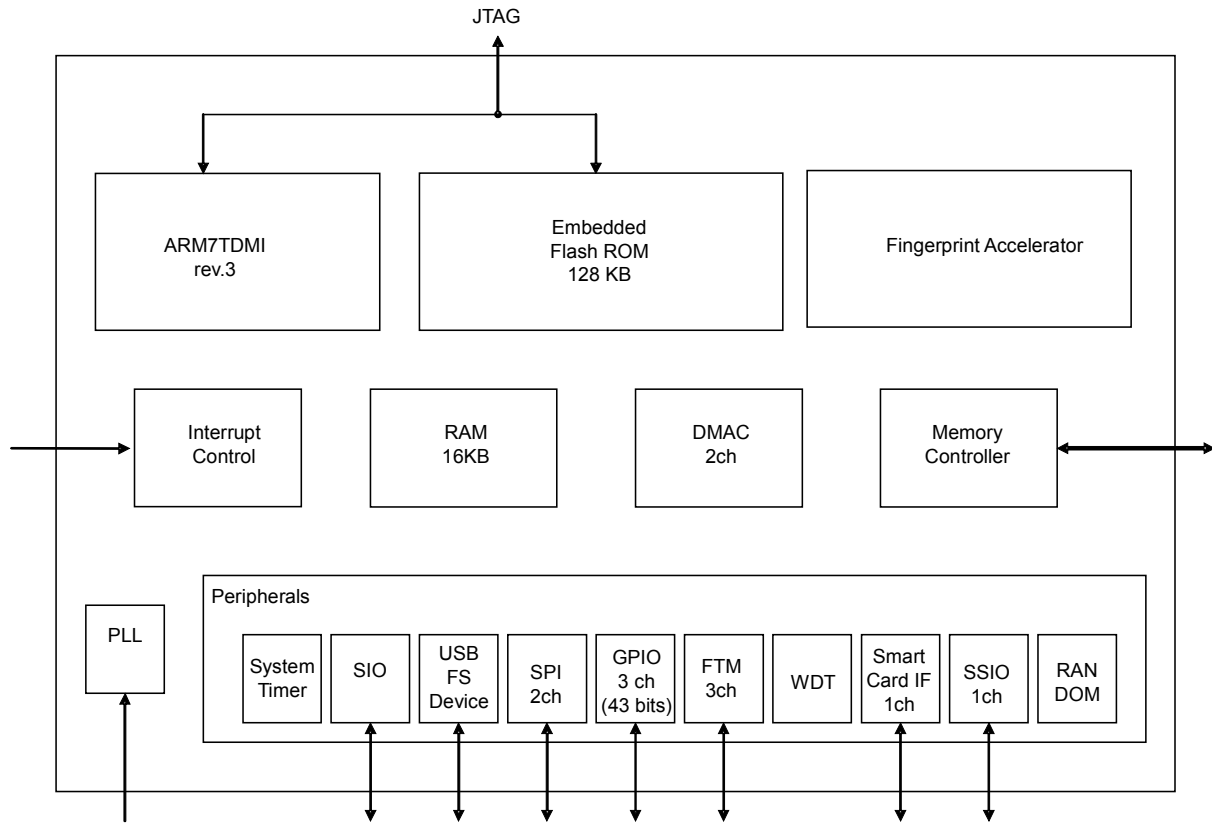 JTAG
ARM7TDMI
rev.3
Embedded
Flash ROM
128 KB
Fingerprint Accelerator
Interrupt
Control
RAM
16KB
DMAC
2ch
Memory
Controller
PLL
Peripherals
System
Timer
SIO
USB
FS
Device
SPI
2ch
GPIO
3 ch
(43 bits)
FTM
3ch
WDT
Smart
Card IF
1ch
SSIO
1ch
RAN
DOM